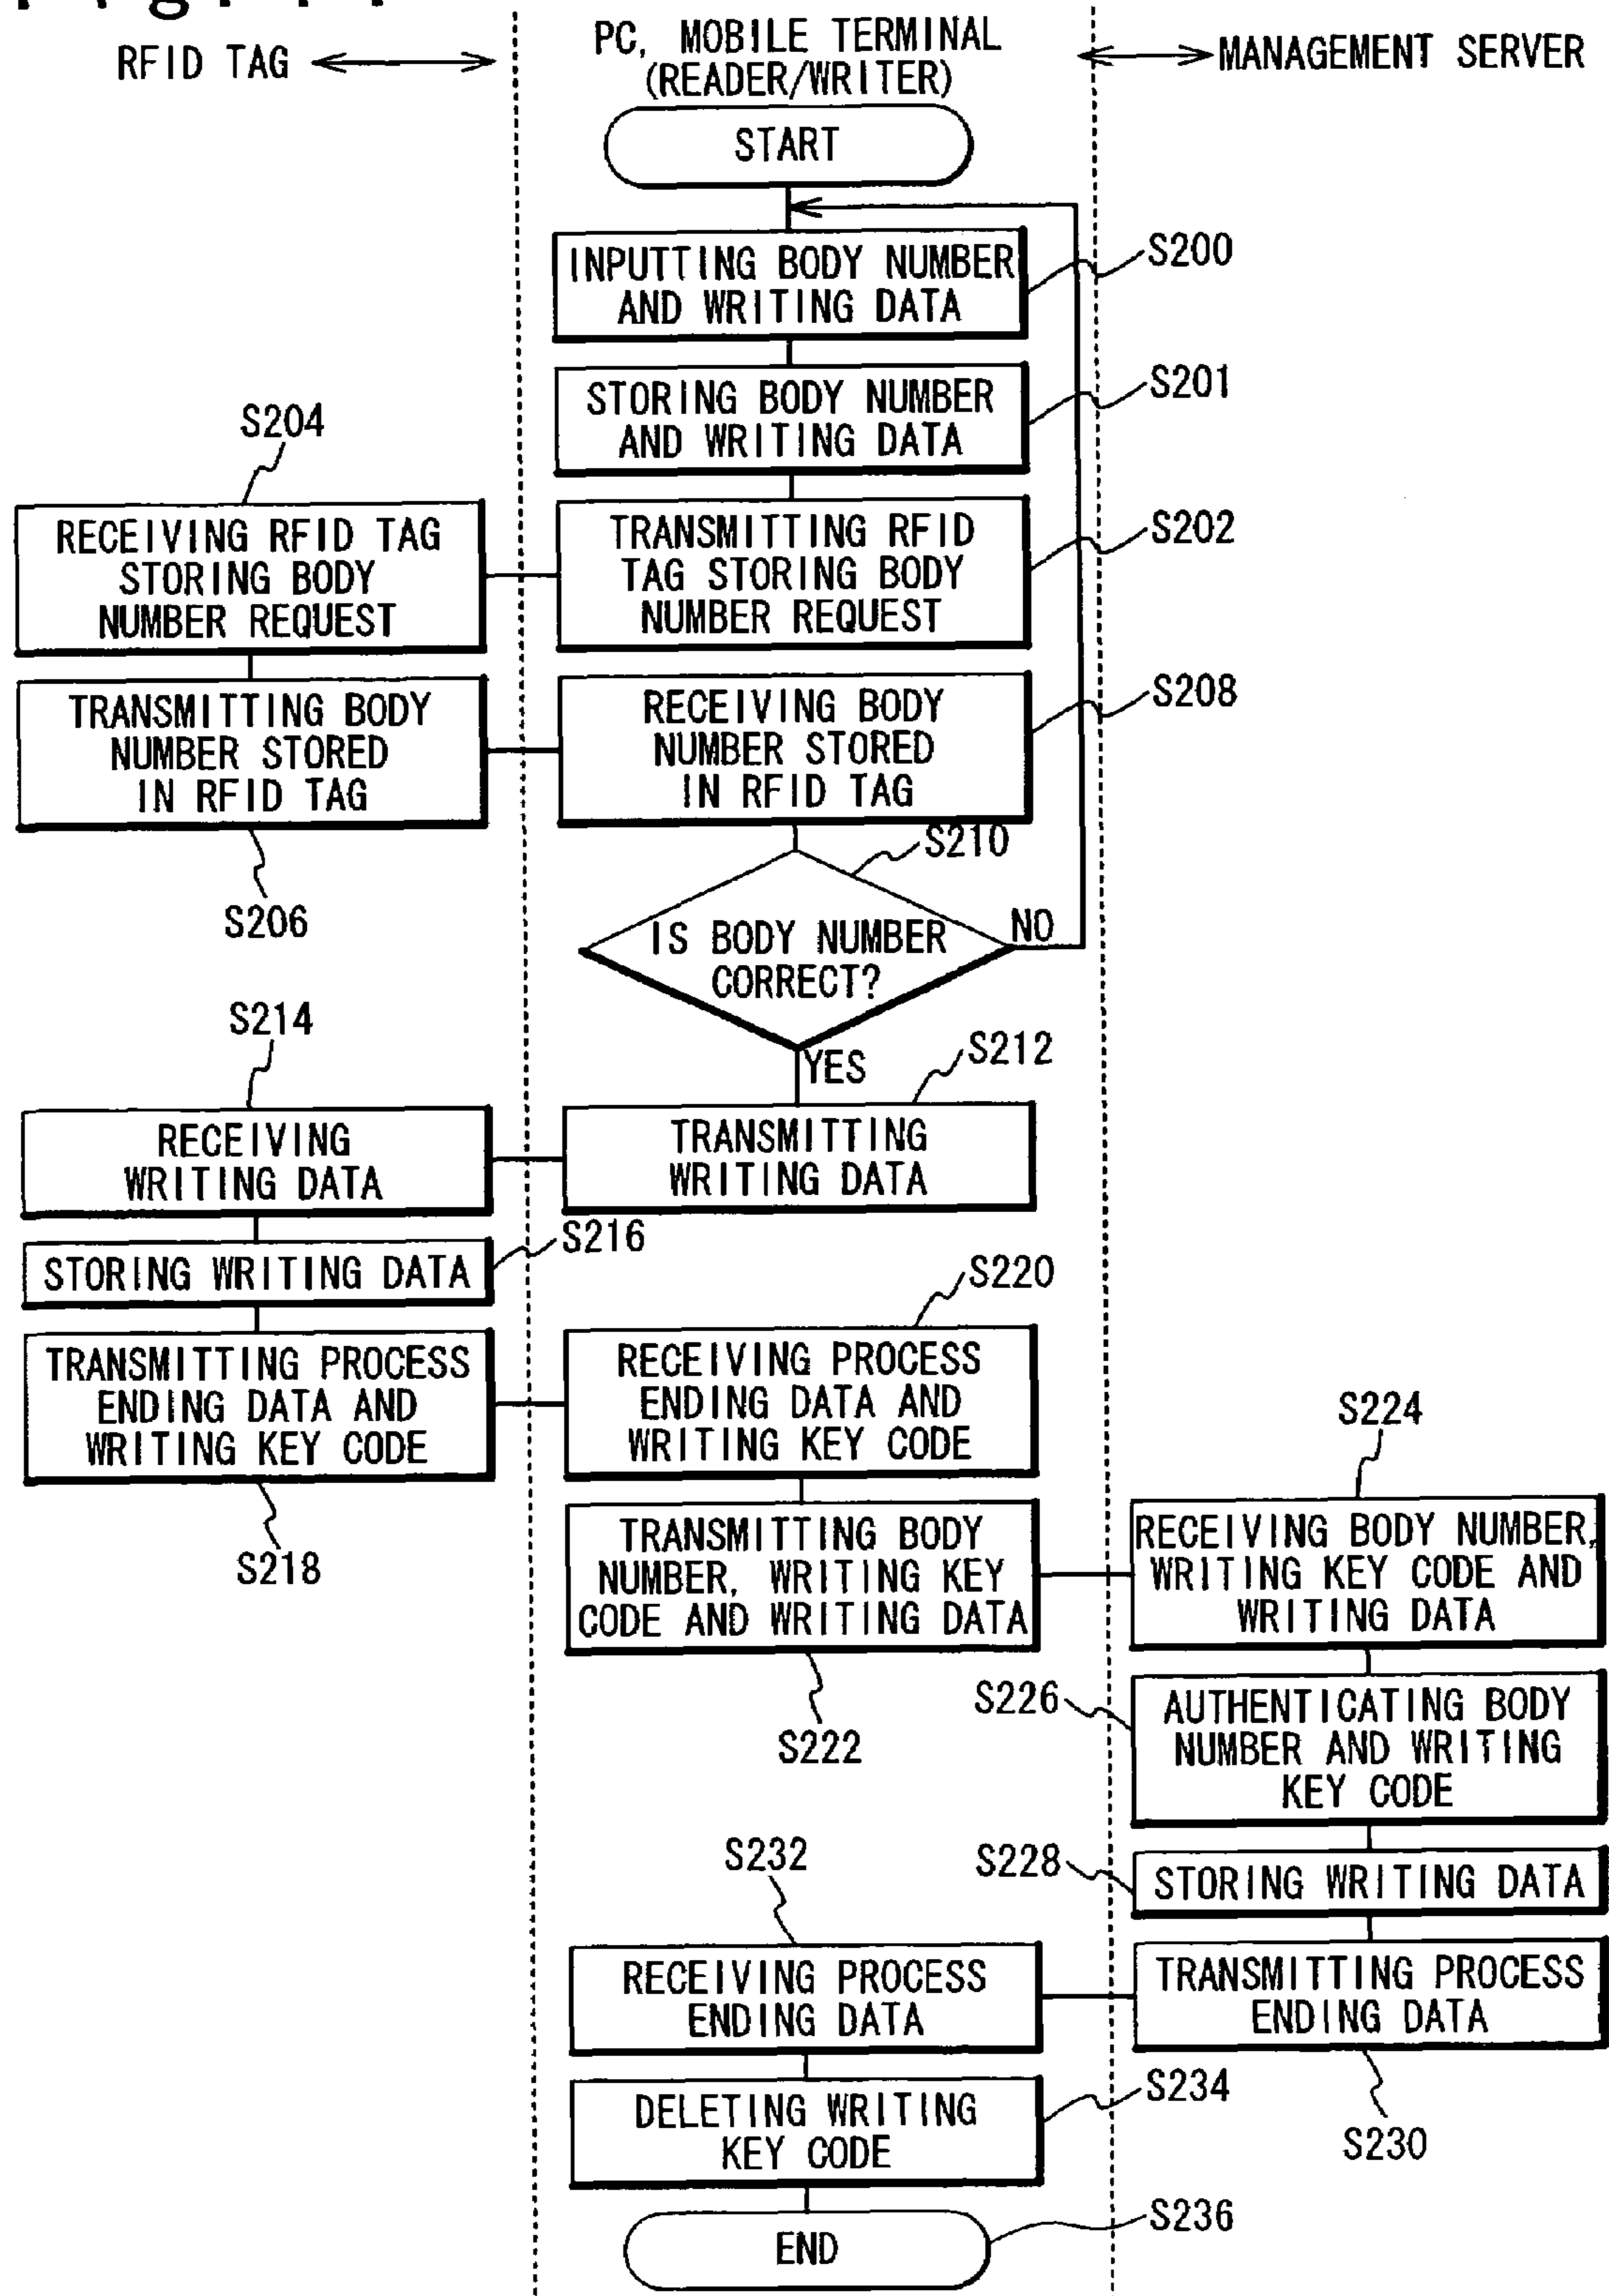 RFID TAG
PC, MOBILE TERMINAL
(READER/WRITER)
MANAGEMENT SERVER
START
INPUTTING BODY NUMBER
AND WRITING DATA
S200
STORING BODY NUMBER
AND WRITING DATA
S201
S204
RECEIVING RFID TAG
STORING BODY
NUMBER REQUEST
TRANSMITTING RFID
TAG STORING BODY
NUMBER REQUEST
S202
TRANSMITTING BODY
NUMBER STORED
IN RFID TAG
S206
RECEIVING BODY
NUMBER STORED
IN RFID TAG
S208
S210
IS BODY NUMBER
CORRECT?
NO
YES
S212
S214
RECEIVING
WRITING DATA
TRANSMITTING
WRITING DATA
STORING WRITING DATA
S216
S220
TRANSMITTING PROCESS
ENDING DATA AND
WRITING KEY CODE
S218
RECEIVING PROCESS
ENDING DATA AND
WRITING KEY CODE
TRANSMITTING BODY
NUMBER, WRITING KEY
CODE AND WRITING DATA
S222
S224
RECEIVING BODY NUMBER,
WRITING KEY CODE AND
WRITING DATA
S226
AUTHENTICATING BODY
NUMBER AND WRITING
KEY CODE
S228
STORING WRITING DATA
S232
RECEIVING PROCESS
ENDING DATA
TRANSMITTING PROCESS
ENDING DATA
S230
DELETING WRITING
KEY CODE
S234
END
S236